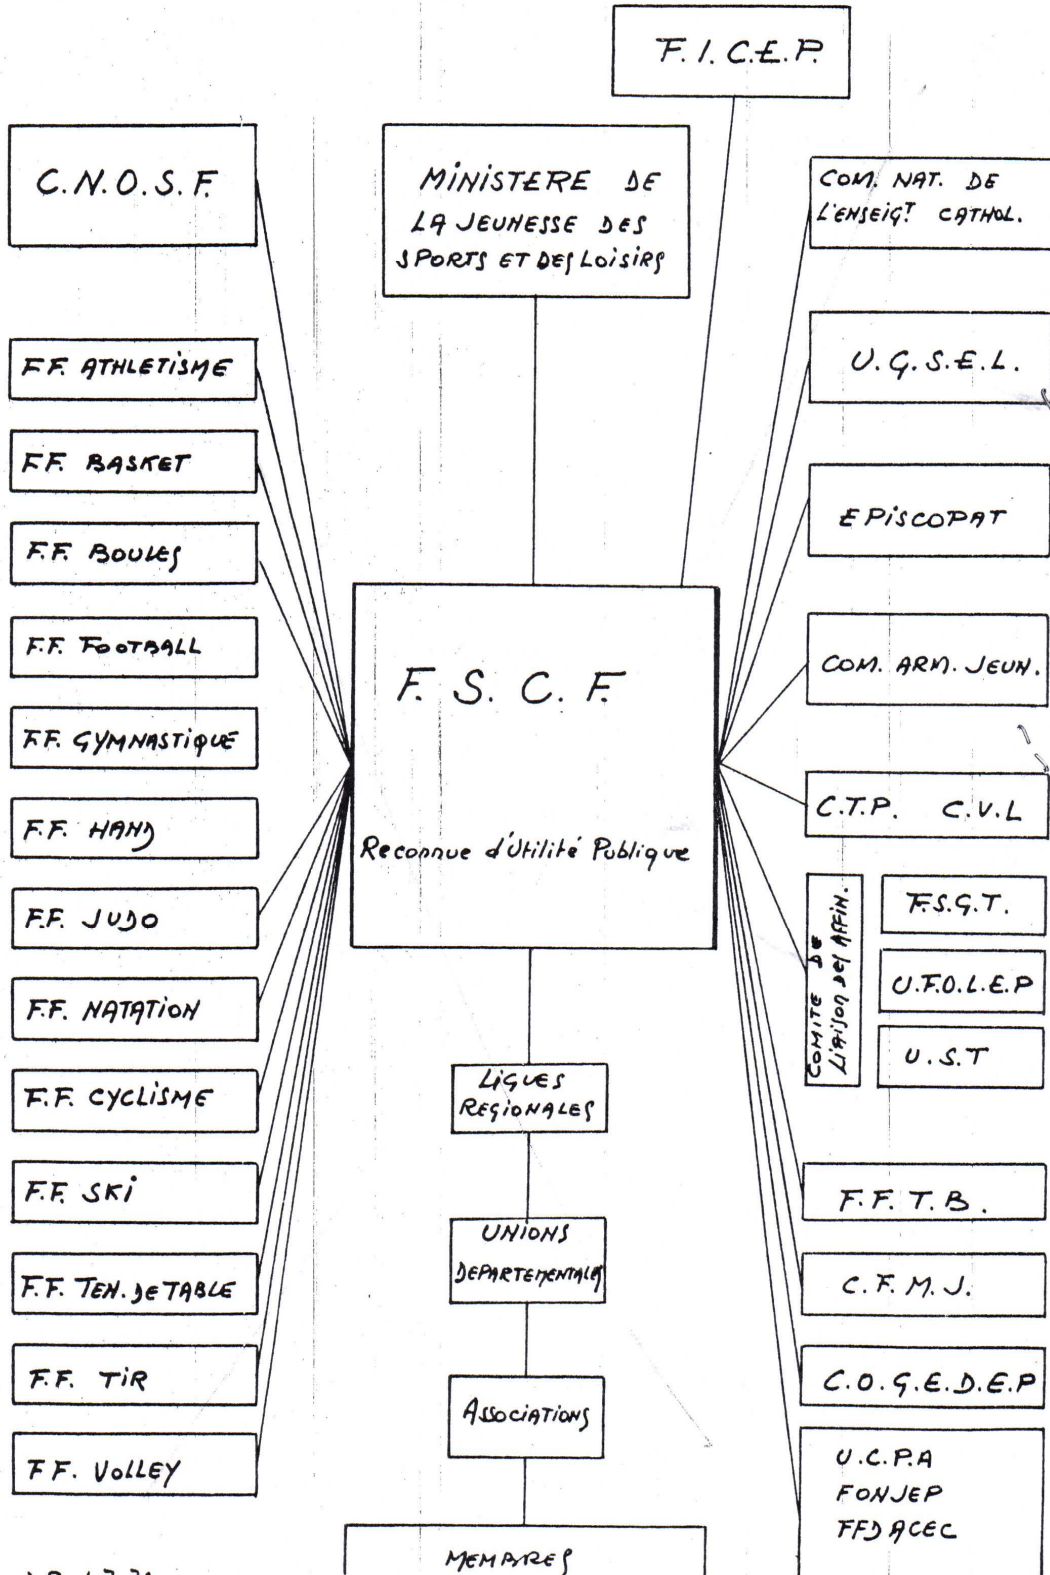 F.I.C.E.P.
C.N.O.S.F.
MINISTERE DE
LA JEUNESSE DES
SPORTS ET DES LOISIRS
COM. NAT. DE
L'ENSEIGT CATHOL.
F.F. ATHLETISME
F.F. BASKET
F.F. BOULES
F.F. FOOTBALL
F.F. GYMNASTIQUE
F.F. HAND
F.F. JUDO
F.F. NATATION
F.F. CYCLISME
F.F. SKI
F.F. TEN. DE TABLE
F.F. TIR
F.F. VOLLEY
F. S. C. F.
Reconnue d'Utilité Publique
LIGUES
REGIONALES
UNIONS
DEPARTEMENTALES
ASSOCIATIONS
MEMBRES
U.G.S.E.L.
EPISCOPAT
COM. ARM. JEUN.
C.T.P. C.V.L
COMITE DE
LIAISON DES AFFIN.
F.S.G.T.
U.F.O.L.E.P
U.S.T
F.F.T.B.
C.F.M.J.
C.O.G.E.D.E.P
U.C.P.A
FONJEP
FFDACEC